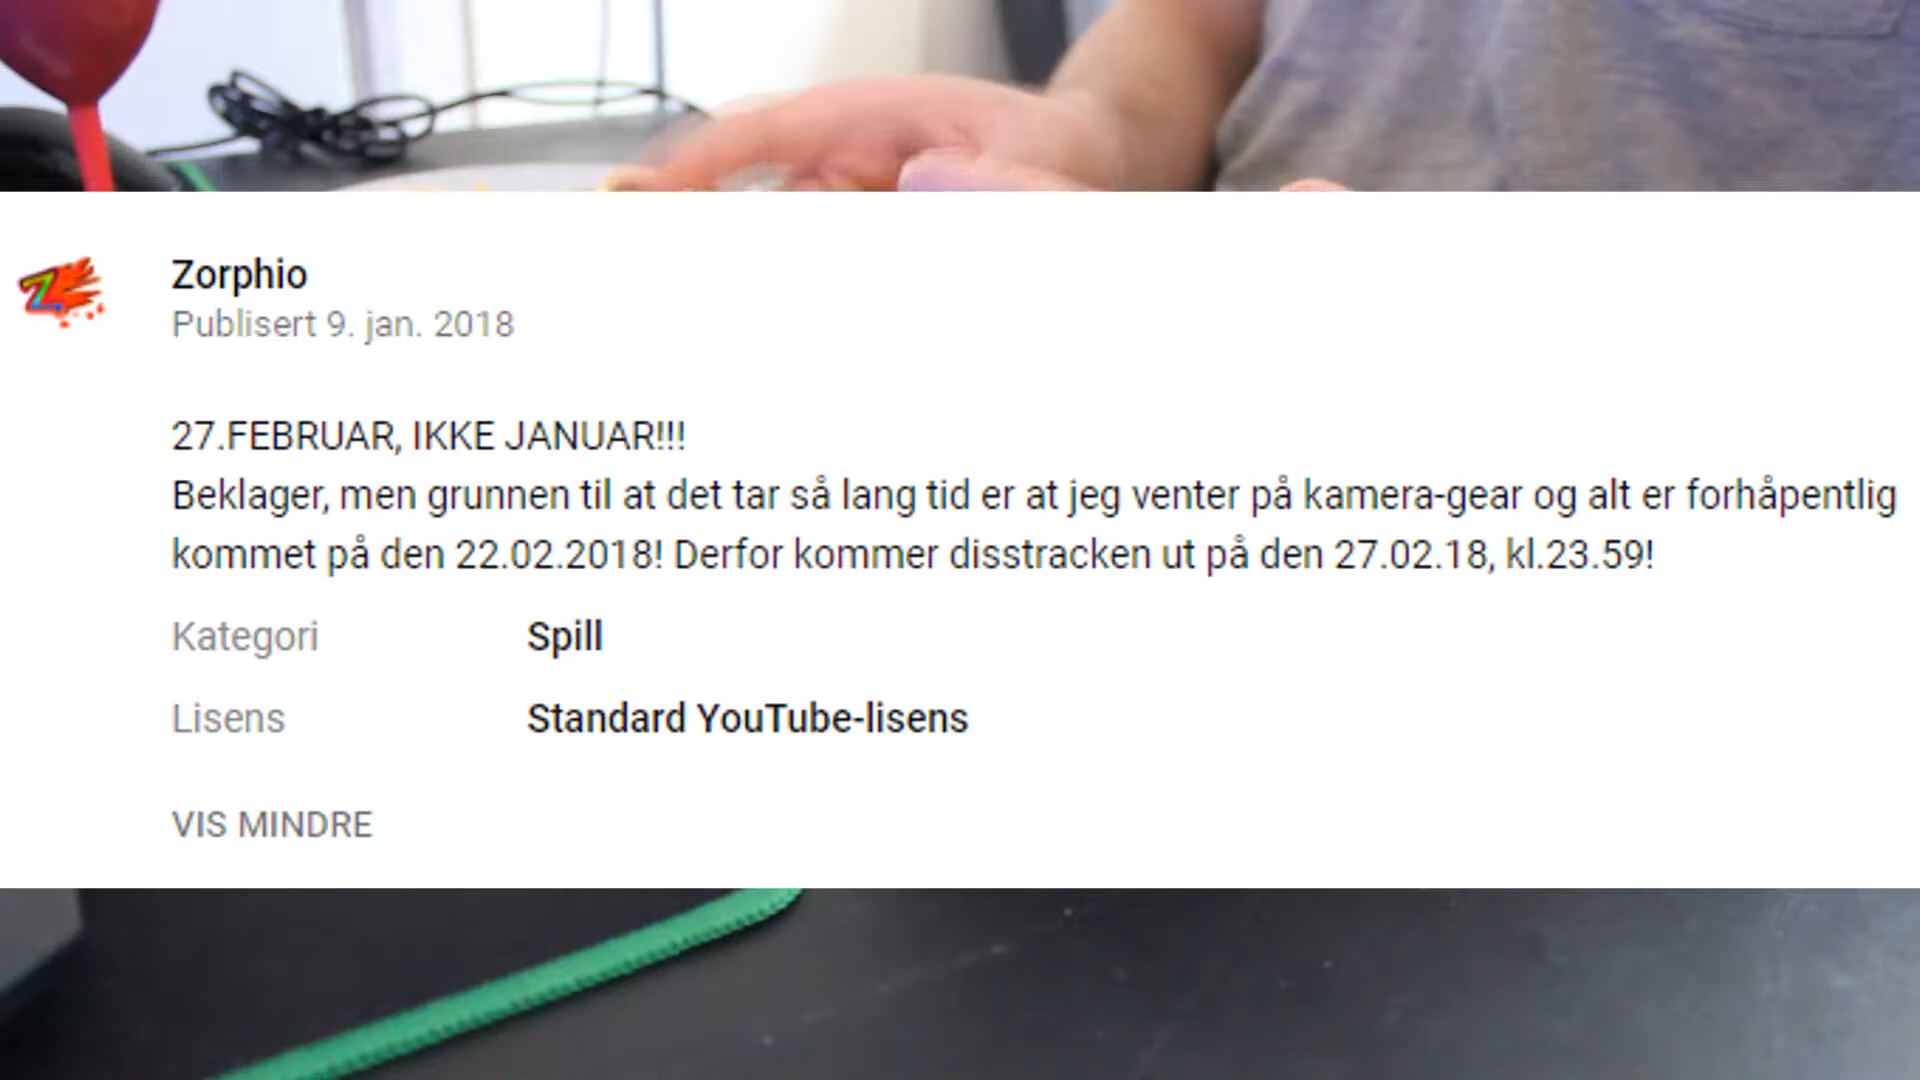 Zorphio
Publisert 9. jan. 2018
27.FEBRUAR, IKKE JANUAR!!!
Beklager, men grunnen til at det tar så lang tid er at jeg venter på kamera-gear og alt er forhåpentlig
kommet på den 22.02.2018! Derfor kommer disstracken ut på den 27.02.18, kl.23.59!
Kategori Spill
Lisens Standard YouTube-lisens
VIS MINDRE